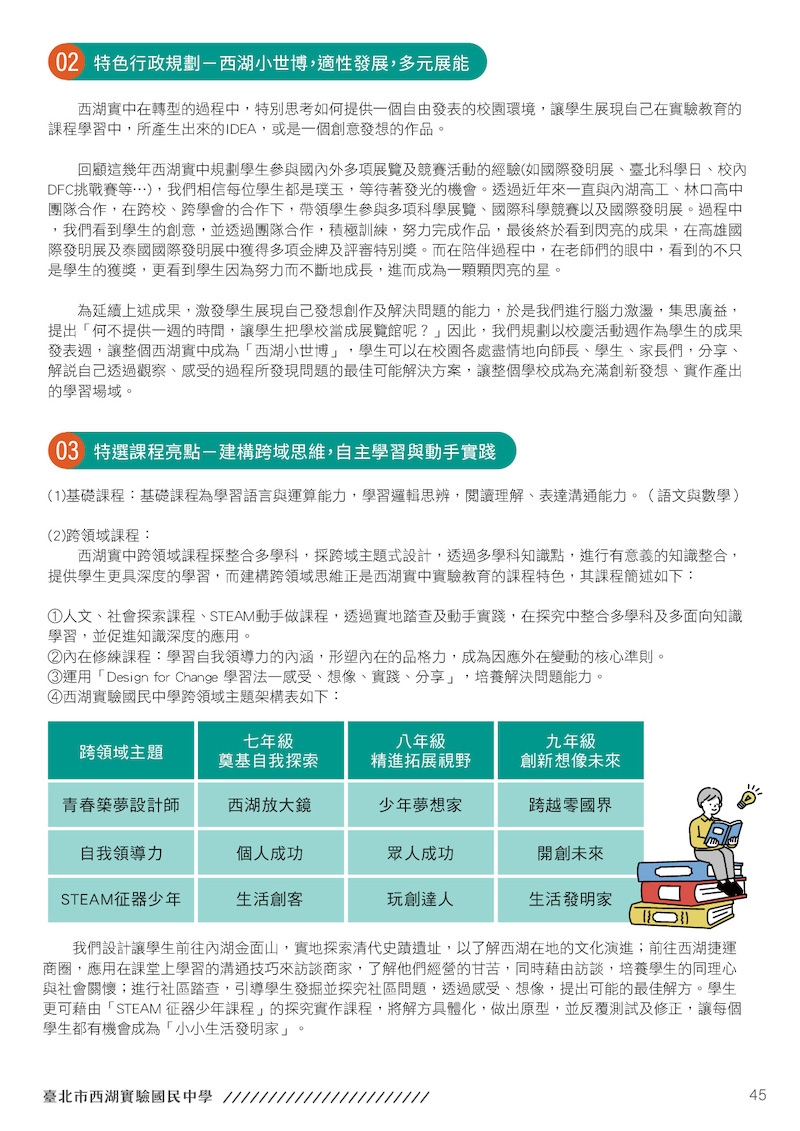 02 特色行政規劃－西湖小世博，適性發展，多元展能
西湖實中在轉型的過程中，特別思考如何提供一個自由發表的校園環境，讓學生展現自己在實驗教育的
課程學習中，所產生出來的IDEA，或是一個創意發想的作品。
回顧這幾年西湖實中規劃學生參與國內外多項展覽及競賽活動的經驗(如國際發明展、臺北科學日、校內
DFC挑戰賽等…)，我們相信每位學生都是璞玉，等待著發光的機會。透過近年來一直與內湖高工、林口高中
團隊合作，在跨校、跨學會的合作下，帶領學生參與多項科學展覽、國際科學競賽以及國際發明展。過程中
，我們看到學生的創意，並透過團隊合作，積極訓練，努力完成作品，最後終於看到閃亮的成果，在高雄國
際發明展及泰國國際發明展中獲得多項金牌及評審特別獎。而在陪伴過程中，在老師們的眼中，看到的不只
是學生的獲獎，更看到學生因為努力而不斷地成長，進而成為一顆顆閃亮的星。
為延續上述成果，激發學生展現自己發想創作及解決問題的能力，於是我們進行腦力激盪，集思廣益，
提出「何不提供一週的時間，讓學生把學校當成展覽館呢？」因此，我們規劃以校慶活動週作為學生的成果
發表週，讓整個西湖實中成為「西湖小世博」，學生可以在校園各處盡情地向師長、學生、家長們，分享、
解說自己透過觀察、感受的過程所發現問題的最佳可能解決方案，讓整個學校成為充滿創新發想、實作產出
的學習場域。
03 特選課程亮點－建構跨域思維，自主學習與動手實踐
(1)基礎課程：基礎課程為學習語言與運算能力，學習邏輯思辨，閱讀理解、表達溝通能力。（語文與數學）
(2)跨領域課程：
西湖實中跨領域課程採整合多學科，採跨域主題式設計，透過多學科知識點，進行有意義的知識整合，
提供學生更具深度的學習，而建構跨領域思維正是西湖實中實驗教育的課程特色，其課程簡述如下：
①人文、社會探索課程、STEAM動手做課程，透過實地踏查及動手實踐，在探究中整合多學科及多面向知識
學習，並促進知識深度的應用。
②內在修練課程：學習自我領導力的內涵，形塑內在的品格力，成為因應外在變動的核心準則。
③運用「Design for Change 學習法—感受、想像、實踐、分享」，培養解決問題能力。
④西湖實驗國民中學跨領域主題架構表如下：
跨領域主題 七年級 奠基自我探索 八年級 精進拓展視野 九年級 創新想像未來
青春築夢設計師 西湖放大鏡 少年夢想家 跨越零國界
自我領導力 個人成功 眾人成功 開創未來
STEAM征器少年 生活創客 玩創達人 生活發明家
我們設計讓學生前往內湖金面山，實地探索清代史蹟遺址，以了解西湖在地的文化演進；前往西湖捷運
商圈，應用在課堂上學習的溝通技巧來訪談商家，了解他們經營的甘苦，同時藉由訪談，培養學生的同理心
與社會關懷；進行社區踏查，引導學生發掘並探究社區問題，透過感受、想像，提出可能的最佳解方。學生
更可藉由「STEAM 征器少年課程」的探究實作課程，將解方具體化，做出原型，並反覆測試及修正，讓每個
學生都有機會成為「小小生活發明家」。
臺北市西湖實驗國民中學 ///////////////////////
45